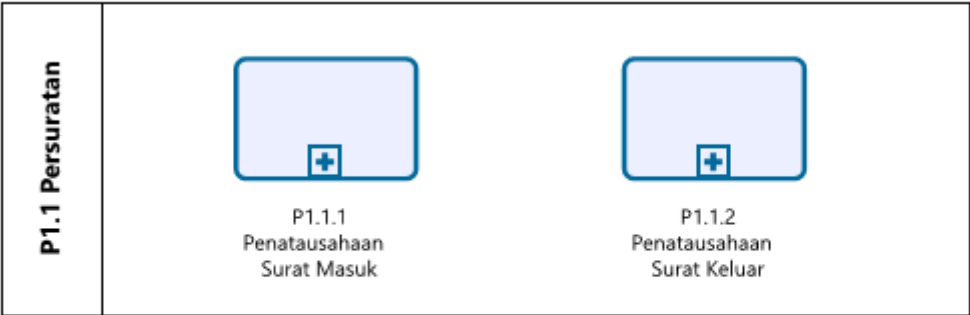 P1.1 Persuratan
P1.1.1
Penatausahaan
Surat Masuk
P1.1.2
Penatausahaan
Surat Keluar